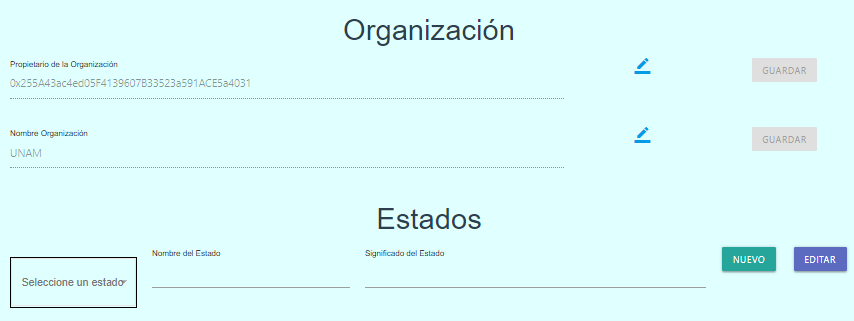 Organización
Propietario de la Organización
0x255A43ac4ed05F4139607B33523a591ACE5a4031
GUARDAR
Nombre Organización
UNAM
GUARDAR
Estados
Seleccione un estado
Nombre del Estado
Significado del Estado
NUEVO
EDITAR